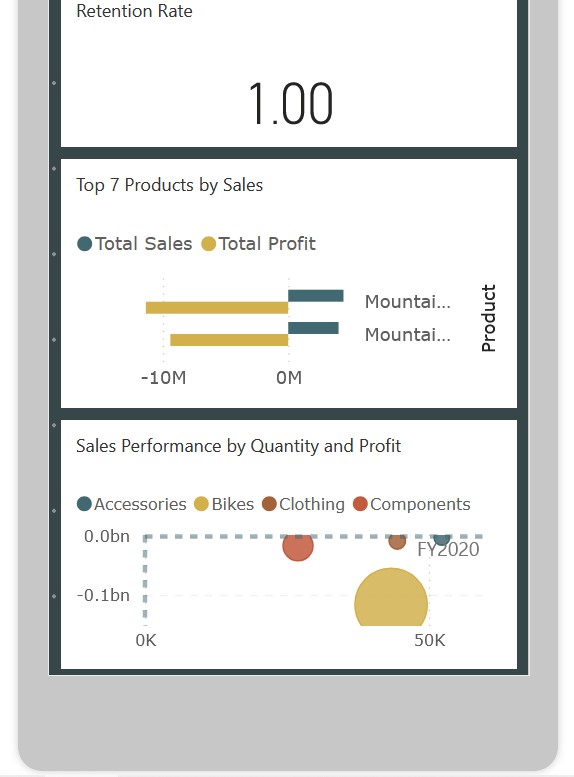 Retention Rate
1.00
Top 7 Products by Sales
Total Sales Total Profit
Mountai...
Mountai...
Product
-10M 0M
Sales Performance by Quantity and Profit
Accessories Bikes Clothing Components
0.0bn
FY2020
-0.1bn
0K 50K